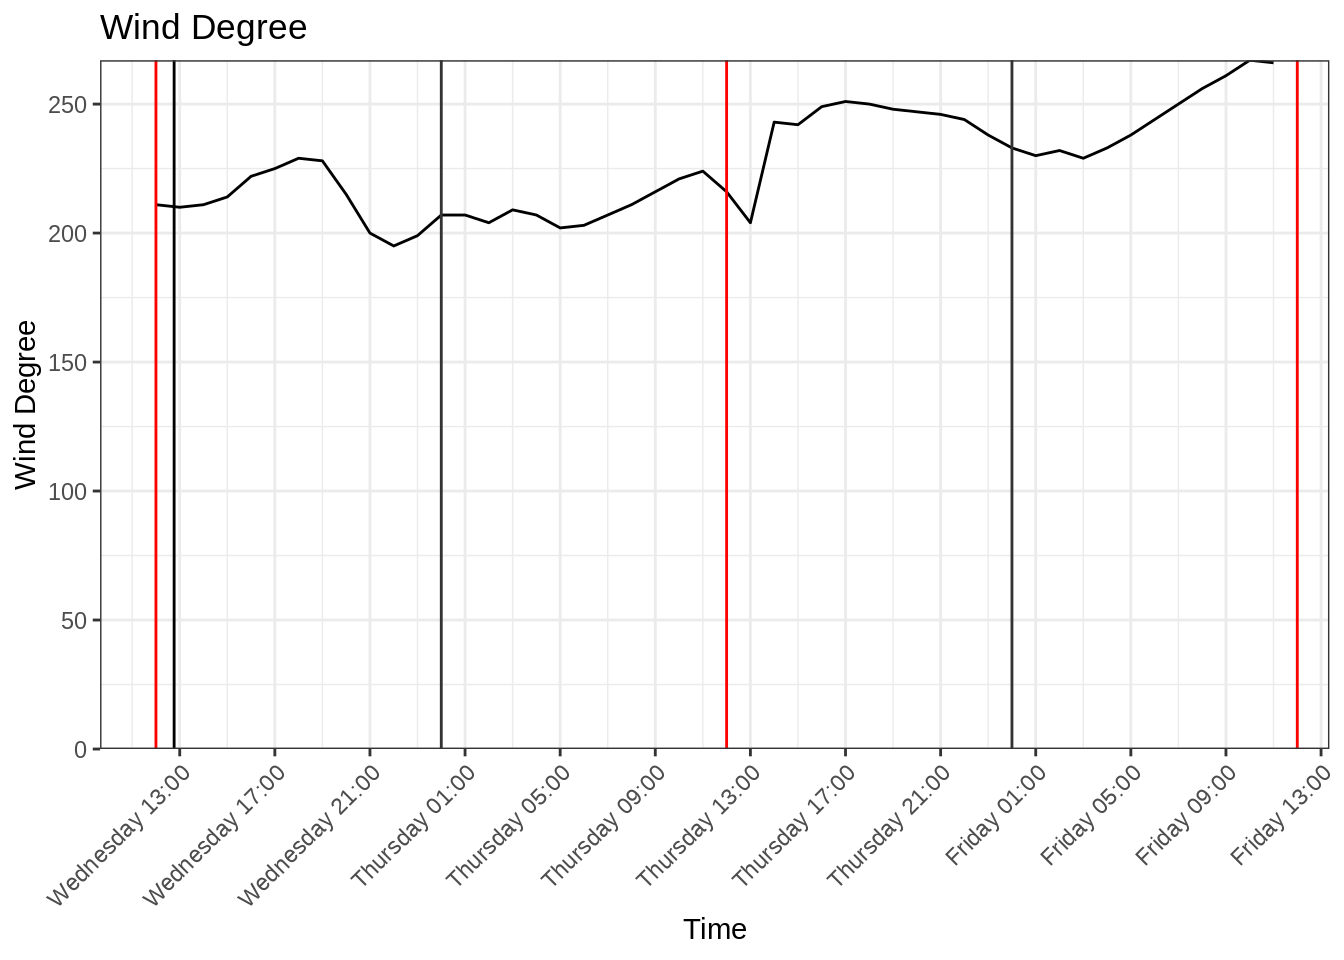 Wind Degree
Wind Degree
250
200
150
100
50
0
Wednesday 13:00
Wednesday 17:00
Wednesday 21:00
Thursday 01:00
Thursday 05:00
Thursday 09:00
Thursday 13:00
Thursday 17:00
Thursday 21:00
Friday 01:00
Friday 05:00
Friday 09:00
Friday 13:00
Time